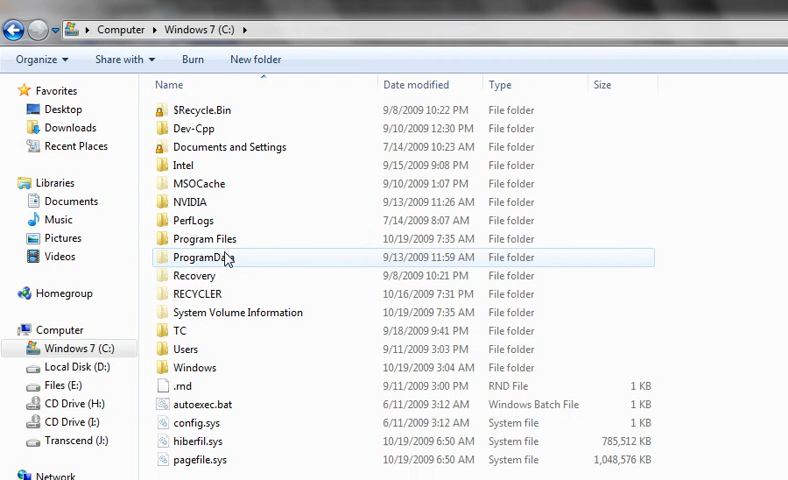 Computer Windows 7 (C:)
Organize Share with Burn New folder
Name Date modified Type Size
Favorites
Desktop
Downloads
Recent Places
Libraries
Documents
Music
Pictures
Videos
Homegroup
Computer
Windows 7 (C:)
Local Disk (D:)
Files (E:)
CD Drive (H:)
CD Drive (I:)
Transcend (J:)
Network
$Recycle.Bin 9/8/2009 10:22 PM File folder
Dev-Cpp 9/10/2009 12:30 PM File folder
Documents and Settings 7/14/2009 10:23 AM File folder
Intel 9/15/2009 9:08 PM File folder
MSOCache 9/10/2009 1:07 PM File folder
NVIDIA 9/13/2009 11:26 AM File folder
PerfLogs 7/14/2009 8:07 AM File folder
Program Files 10/19/2009 7:35 AM File folder
ProgramData 9/13/2009 11:59 AM File folder
Recovery 9/8/2009 10:21 PM File folder
RECYCLER 10/16/2009 7:31 PM File folder
System Volume Information 10/19/2009 7:35 AM File folder
TC 9/18/2009 9:41 PM File folder
Users 9/11/2009 3:03 PM File folder
Windows 10/19/2009 3:04 AM File folder
.rnd 9/11/2009 3:00 PM RND File 1 KB
autoexec.bat 6/11/2009 3:12 AM Windows Batch File 1 KB
config.sys 6/11/2009 3:12 AM System file 1 KB
hiberfil.sys 10/19/2009 6:50 AM System file 785,512 KB
pagefile.sys 10/19/2009 6:50 AM System file 1,048,576 KB